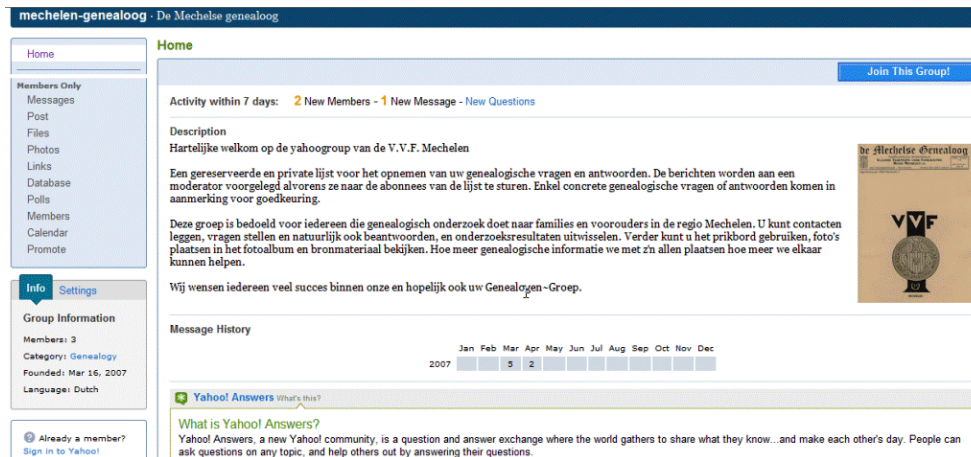 mechelen-genealoog · De Mechelse genealoog
Home
Members Only
Messages
Post
Files
Photos
Links
Database
Polls
Members
Calendar
Promote
Info
Settings
Group Information
Members: 3
Category: Genealogy
Founded: Mar 16, 2007
Language: Dutch
Already a member?
Sign in to Yahoo!
Home
Join This Group!
Activity within 7 days: 2 New Members - 1 New Message - New Questions
Description
Hartelijke welkom op de yahoogroup van de V.V.F. Mechelen
Een gereserveerde en private lijst voor het opnemen van uw genealogische vragen en antwoorden. De berichten worden aan een
moderator voorgelegd alvorens ze naar de abonnees van de lijst te sturen. Enkel concrete genealogische vragen of antwoorden komen in
aanmerking voor goedkeuring.
Deze groep is bedoeld voor iedereen die genealogisch onderzoek doet naar families en voorouders in de regio Mechelen. U kunt contacten
leggen, vragen stellen en natuurlijk ook beantwoorden, en onderzoeksresultaten uitwisselen. Verder kunt u het prikbord gebruiken, foto's
plaatsen in het fotoalbum en bronmateriaal bekijken. Hoe meer genealogische informatie we met z'n allen plaatsen hoe meer we elkaar
kunnen helpen.
Wij wensen iedereen veel succes binnen onze en hopelijk ook uw Genealogen~Groep.
de Mechelse Genealoog
VVF
Message History
Jan Feb Mar Apr May Jun Jul Aug Sep Oct Nov Dec
2007 5 2
Yahoo! Answers What's this?
What is Yahoo! Answers?
Yahoo! Answers, a new Yahoo! community, is a question and answer exchange where the world gathers to share what they know...and make each other's day. People can
ask questions on any topic, and help others out by answering their questions.